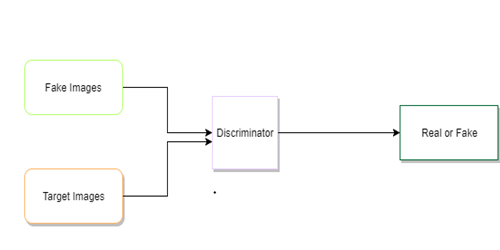 Fake Images
Discriminator
Real or Fake
Target Images